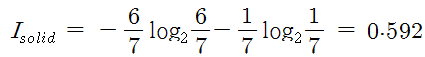 I_solid = - 6/7 log₂ 6/7 - 1/7 log₂ 1/7 = 0.592